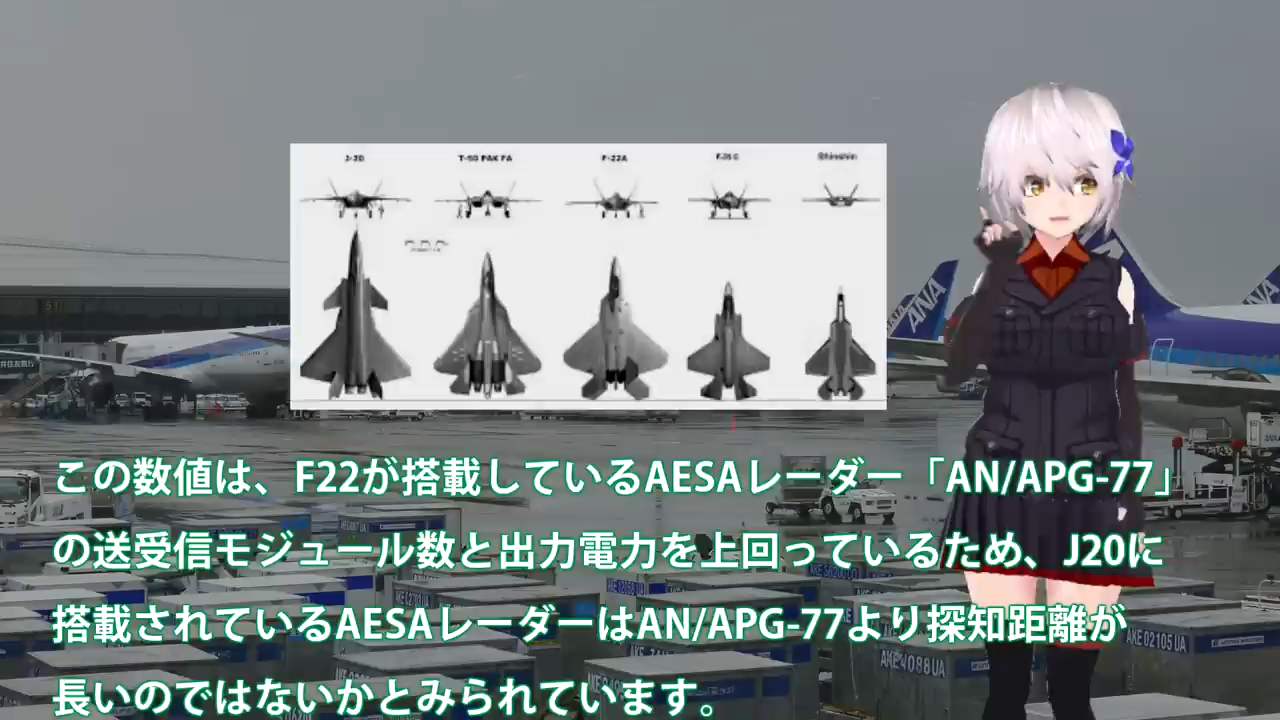 J-20
T-50 PAK FA
F-22A
F-35 C
Shinshin
ANA
この数値は、F22が搭載しているAESAレーダー「AN/APG-77」
の送受信モジュール数と出力電力を上回っているため、J20に
搭載されているAESAレーダーはAN/APG-77より探知距離が
長いのではないかとみられています。
AKE 02105 UA